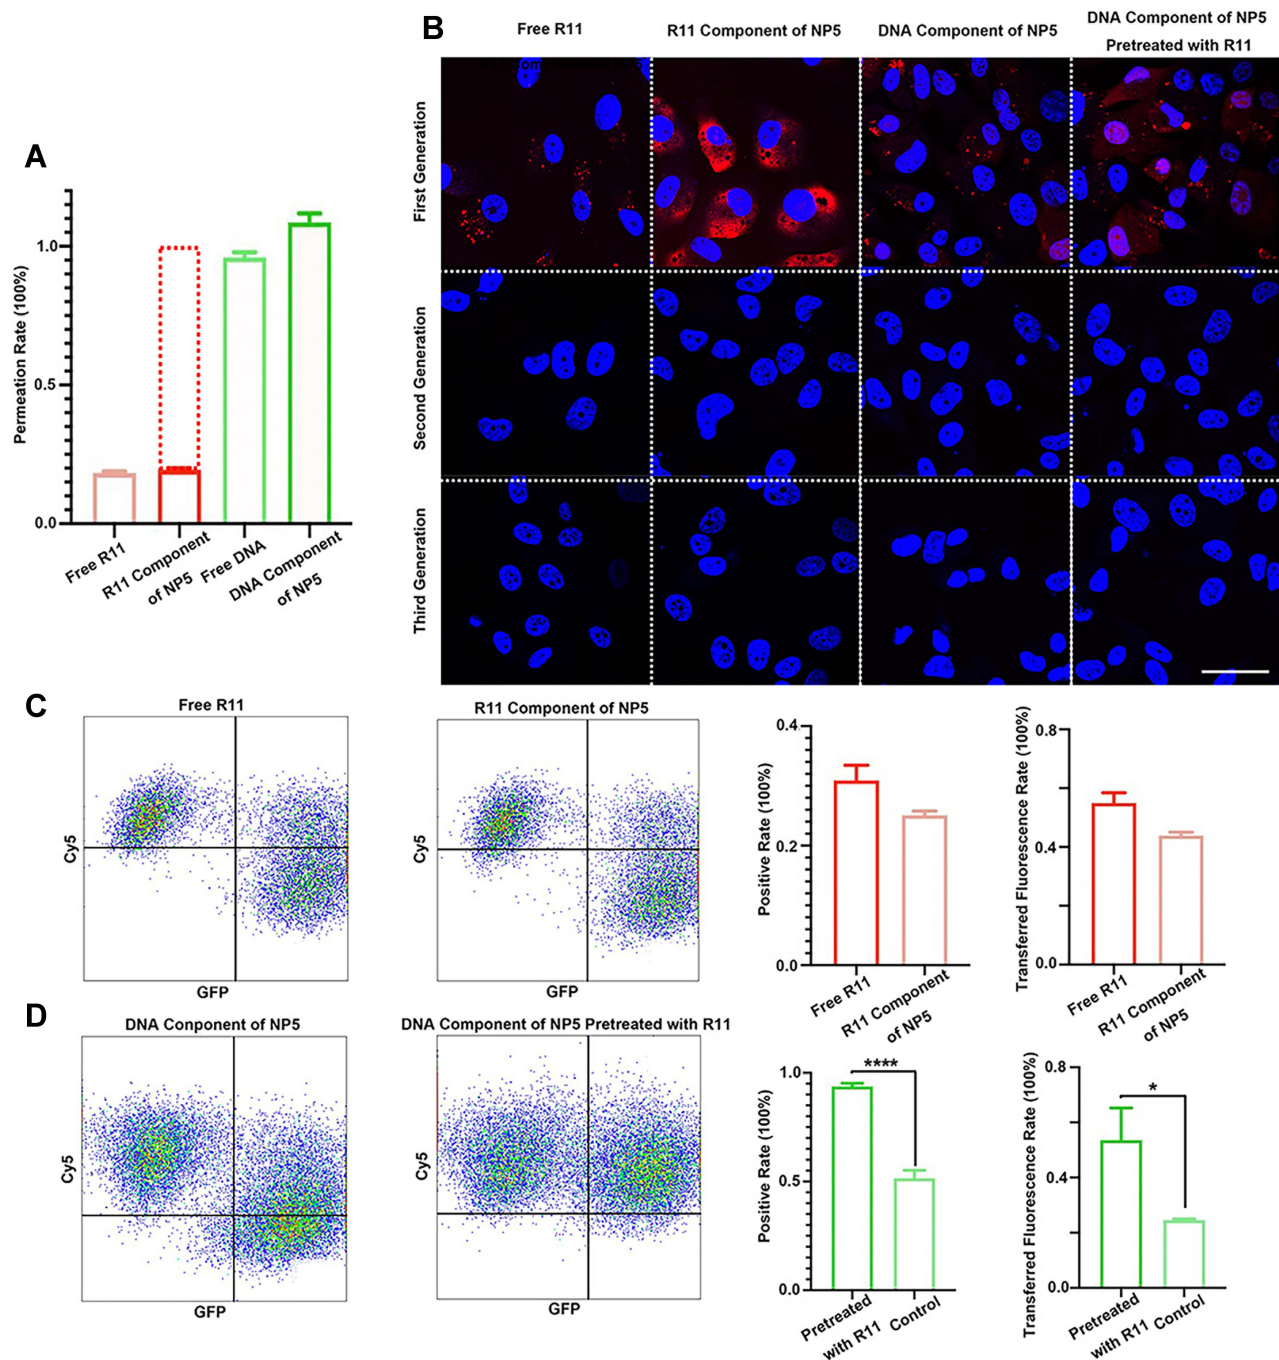 A
Permeation Rate (100%)
1.0
0.5
0.0
Free R11
R11 Component
of NP5
Free DNA
DNA Component
of NP5
B
Free R11
R11 Component of NP5
DNA Component of NP5
DNA Component of NP5
Pretreated with R11
First Generation
Second Generation
Third Generation
C
Free R11
Cy5
GFP
R11 Component of NP5
Cy5
GFP
Positive Rate (100%)
0.4
0.2
0.0
Free R11
R11 Component
of NP5
Transferred Fluorescence Rate (100%)
0.8
0.4
0.0
Free R11
R11 Component
of NP5
D
DNA Conponent of NP5
Cy5
GFP
DNA Component of NP5 Pretreated with R11
Cy5
GFP
Positive Rate (100%)
1.0
0.5
0.0
****
Pretreated
with R11
Control
Transferred Fluorescence Rate (100%)
0.8
0.4
0.0
*
Pretreated
with R11
Control